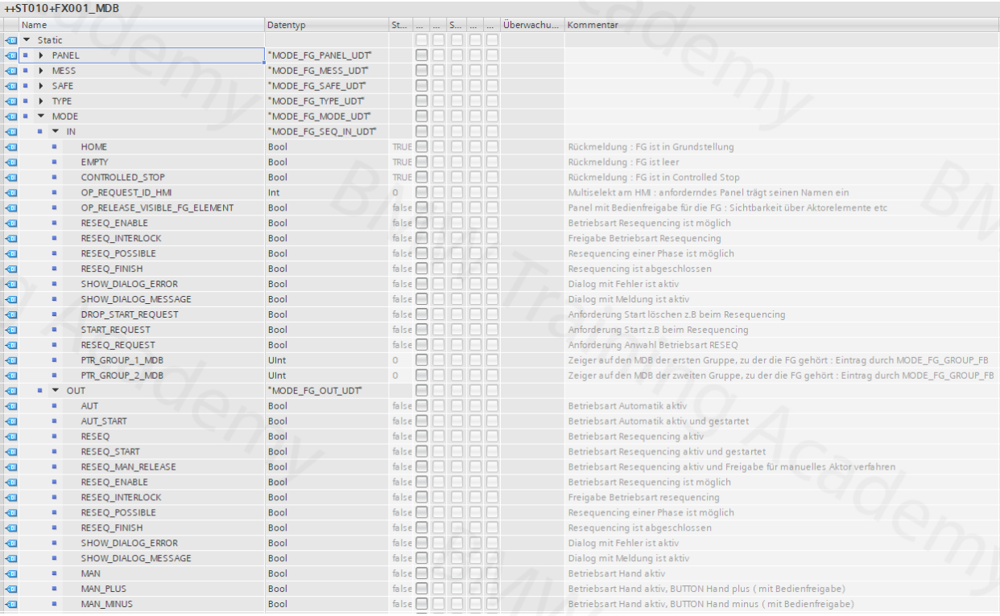 ++ST010+FX001_MDB
Name Datentyp St... ... ... S... ... ... Überwachu... Kommentar
Static
PANEL "MODE_FG_PANEL_UDT"
MESS "MODE_FG_MESS_UDT"
SAFE "MODE_FG_SAFE_UDT"
TYPE "MODE_FG_TYPE_UDT"
MODE "MODE_FG_MODE_UDT"
IN "MODE_FG_SEQ_IN_UDT"
HOME Bool TRUE Rückmeldung : FG ist in Grundstellung
EMPTY Bool TRUE Rückmeldung : FG ist leer
CONTROLLED_STOP Bool TRUE Rückmeldung : FG ist in Controlled Stop
OP_REQUEST_ID_HMI Int 0 Multiselekt am HMI : anforderndes Panel trägt seinen Namen ein
OP_RELEASE_VISIBLE_FG_ELEMENT Bool false Panel mit Bedienfreigabe für die FG : Sichtbarkeit über Aktorelemente etc
RESEQ_ENABLE Bool false Betriebsart Resequencing ist möglich
RESEQ_INTERLOCK Bool false Freigabe Betriebsart Resequencing
RESEQ_POSSIBLE Bool false Resequencing einer Phase ist möglich
RESEQ_FINISH Bool false Resequencing ist abgeschlossen
SHOW_DIALOG_ERROR Bool false Dialog mit Fehler ist aktiv
SHOW_DIALOG_MESSAGE Bool false Dialog mit Meldung ist aktiv
DROP_START_REQUEST Bool false Anforderung Start löschen z.B beim Resequencing
START_REQUEST Bool false Anforderung Start z.B beim Resequencing
RESEQ_REQUEST Bool false Anforderung Anwahl Betriebsart RESEQ
PTR_GROUP_1_MDB UInt 0 Zeiger auf den MDB der ersten Gruppe, zu der die FG gehört : Eintrag durch MODE_FG_GROUP_FB
PTR_GROUP_2_MDB UInt 0 Zeiger auf den MDB der zweiten Gruppe, zu der die FG gehört : Eintrag durch MODE_FG_GROUP_FB
OUT "MODE_FG_OUT_UDT"
AUT Bool false Betriebsart Automatik aktiv
AUT_START Bool false Betriebsart Automatik aktiv und gestartet
RESEQ Bool false Betriebsart Resequencing aktiv
RESEQ_START Bool false Betriebsart Resequencing aktiv und gestartet
RESEQ_MAN_RELEASE Bool false Betriebsart Resequencing aktiv und Freigabe für manuelles Aktor verfahren
RESEQ_ENABLE Bool false Betriebsart Resequencing ist möglich
RESEQ_INTERLOCK Bool false Freigabe Betriebsart resequencing
RESEQ_POSSIBLE Bool false Resequencing einer Phase ist möglich
RESEQ_FINISH Bool false Resequencing ist abgeschlossen
SHOW_DIALOG_ERROR Bool false Dialog mit Fehler ist aktiv
SHOW_DIALOG_MESSAGE Bool false Dialog mit Meldung ist aktiv
MAN Bool false Betriebsart Hand aktiv
MAN_PLUS Bool false Betriebsart Hand aktiv, BUTTON Hand plus ( mit Bedienfreigabe)
MAN_MINUS Bool false Betriebsart Hand aktiv, BUTTON Hand minus ( mit Bedienfreigabe)